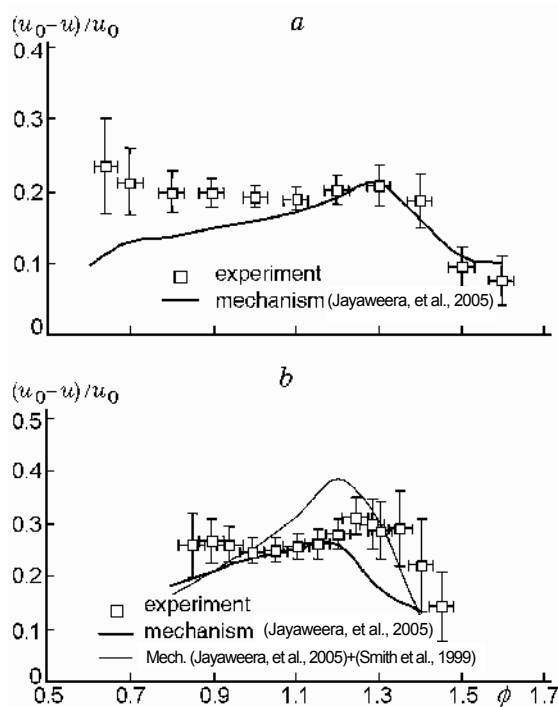 (u₀–u)/u₀
a
0.4
0.3
0.2
0.1
0
experiment
mechanism (Jayaweera, et al., 2005)
(u₀–u)/u₀
b
0.5
0.4
0.3
0.2
0.1
0
experiment
mechanism (Jayaweera, et al., 2005)
Mech. (Jayaweera, et al., 2005)+(Smith et al., 1999)
0.5 0.7 0.9 1.1 1.3 ϕ 1.5 1.7